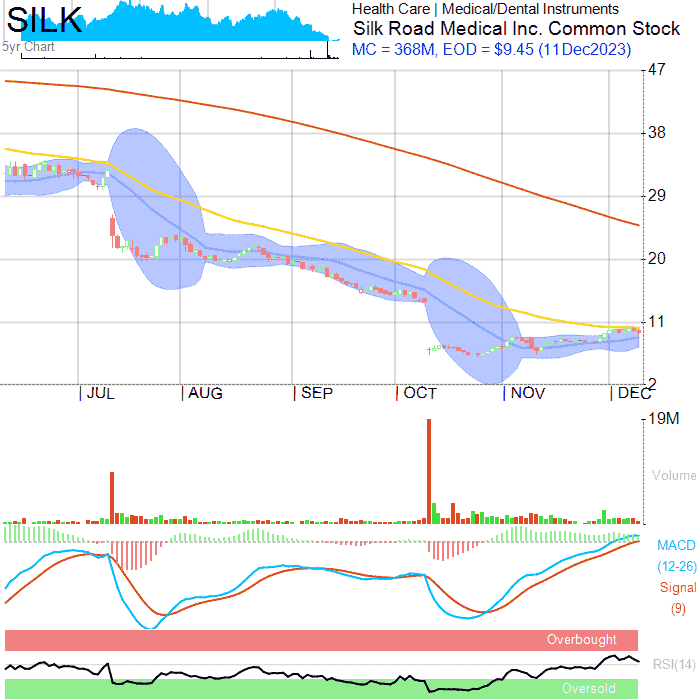 SILK
Health Care | Medical/Dental Instruments
Silk Road Medical Inc. Common Stock
MC = 368M, EOD = $9.45 (11Dec2023)
5yr Chart
47
38
29
20
11
2
| JUL | AUG | SEP | OCT | NOV | DEC
19M
Volume
MACD
(12-26)
Signal
(9)
Overbought
RSI(14)
Oversold